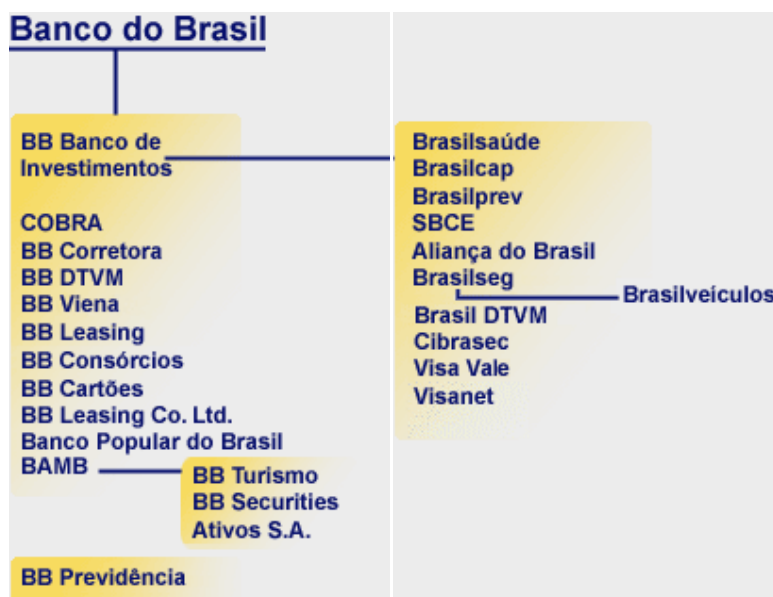 Banco do Brasil
BB Banco de
Investimentos
COBRA
BB Corretora
BB DTVM
BB Viena
BB Leasing
BB Consórcios
BB Cartões
BB Leasing Co. Ltd.
Banco Popular do Brasil
BAMB
BB Turismo
BB Securities
Ativos S.A.
BB Previdência
Brasilsaúde
Brasilcap
Brasilprev
SBCE
Aliança do Brasil
Brasilseg
Brasilveículos
Brasil DTVM
Cibrasec
Visa Vale
Visanet